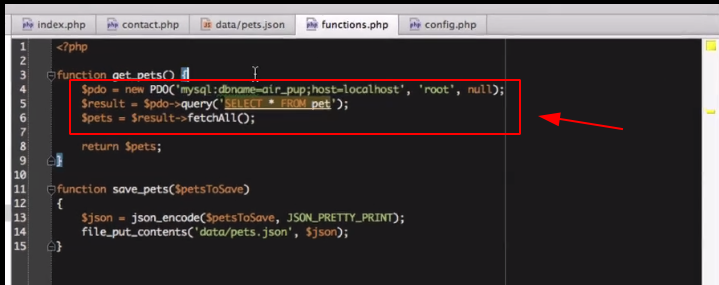 index.php contact.php data/pets.json functions.php config.php
1 <?php
2
3 function get_pets() {
4 $pdo = new PDO('mysql:dbname=air_pup;host=localhost', 'root', null);
5 $result = $pdo->query('SELECT * FROM pet');
6 $pets = $result->fetchAll();
7
8 return $pets;
9 }
10
11 function save_pets($petsToSave)
12 {
13 $json = json_encode($petsToSave, JSON_PRETTY_PRINT);
14 file_put_contents('data/pets.json', $json);
15 }